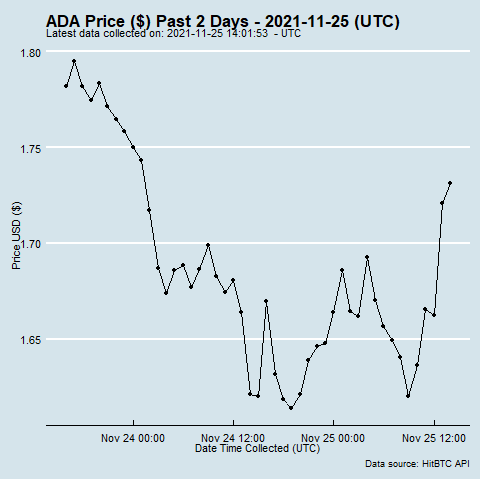 ADA Price ($) Past 2 Days - 2021-11-25 (UTC)
Latest data collected on: 2021-11-25 14:01:53 - UTC
1.80
1.75
1.70
1.65
Price USD ($)
Nov 24 00:00 Nov 24 12:00 Nov 25 00:00 Nov 25 12:00
Date Time Collected (UTC)
Data source: HitBTC API